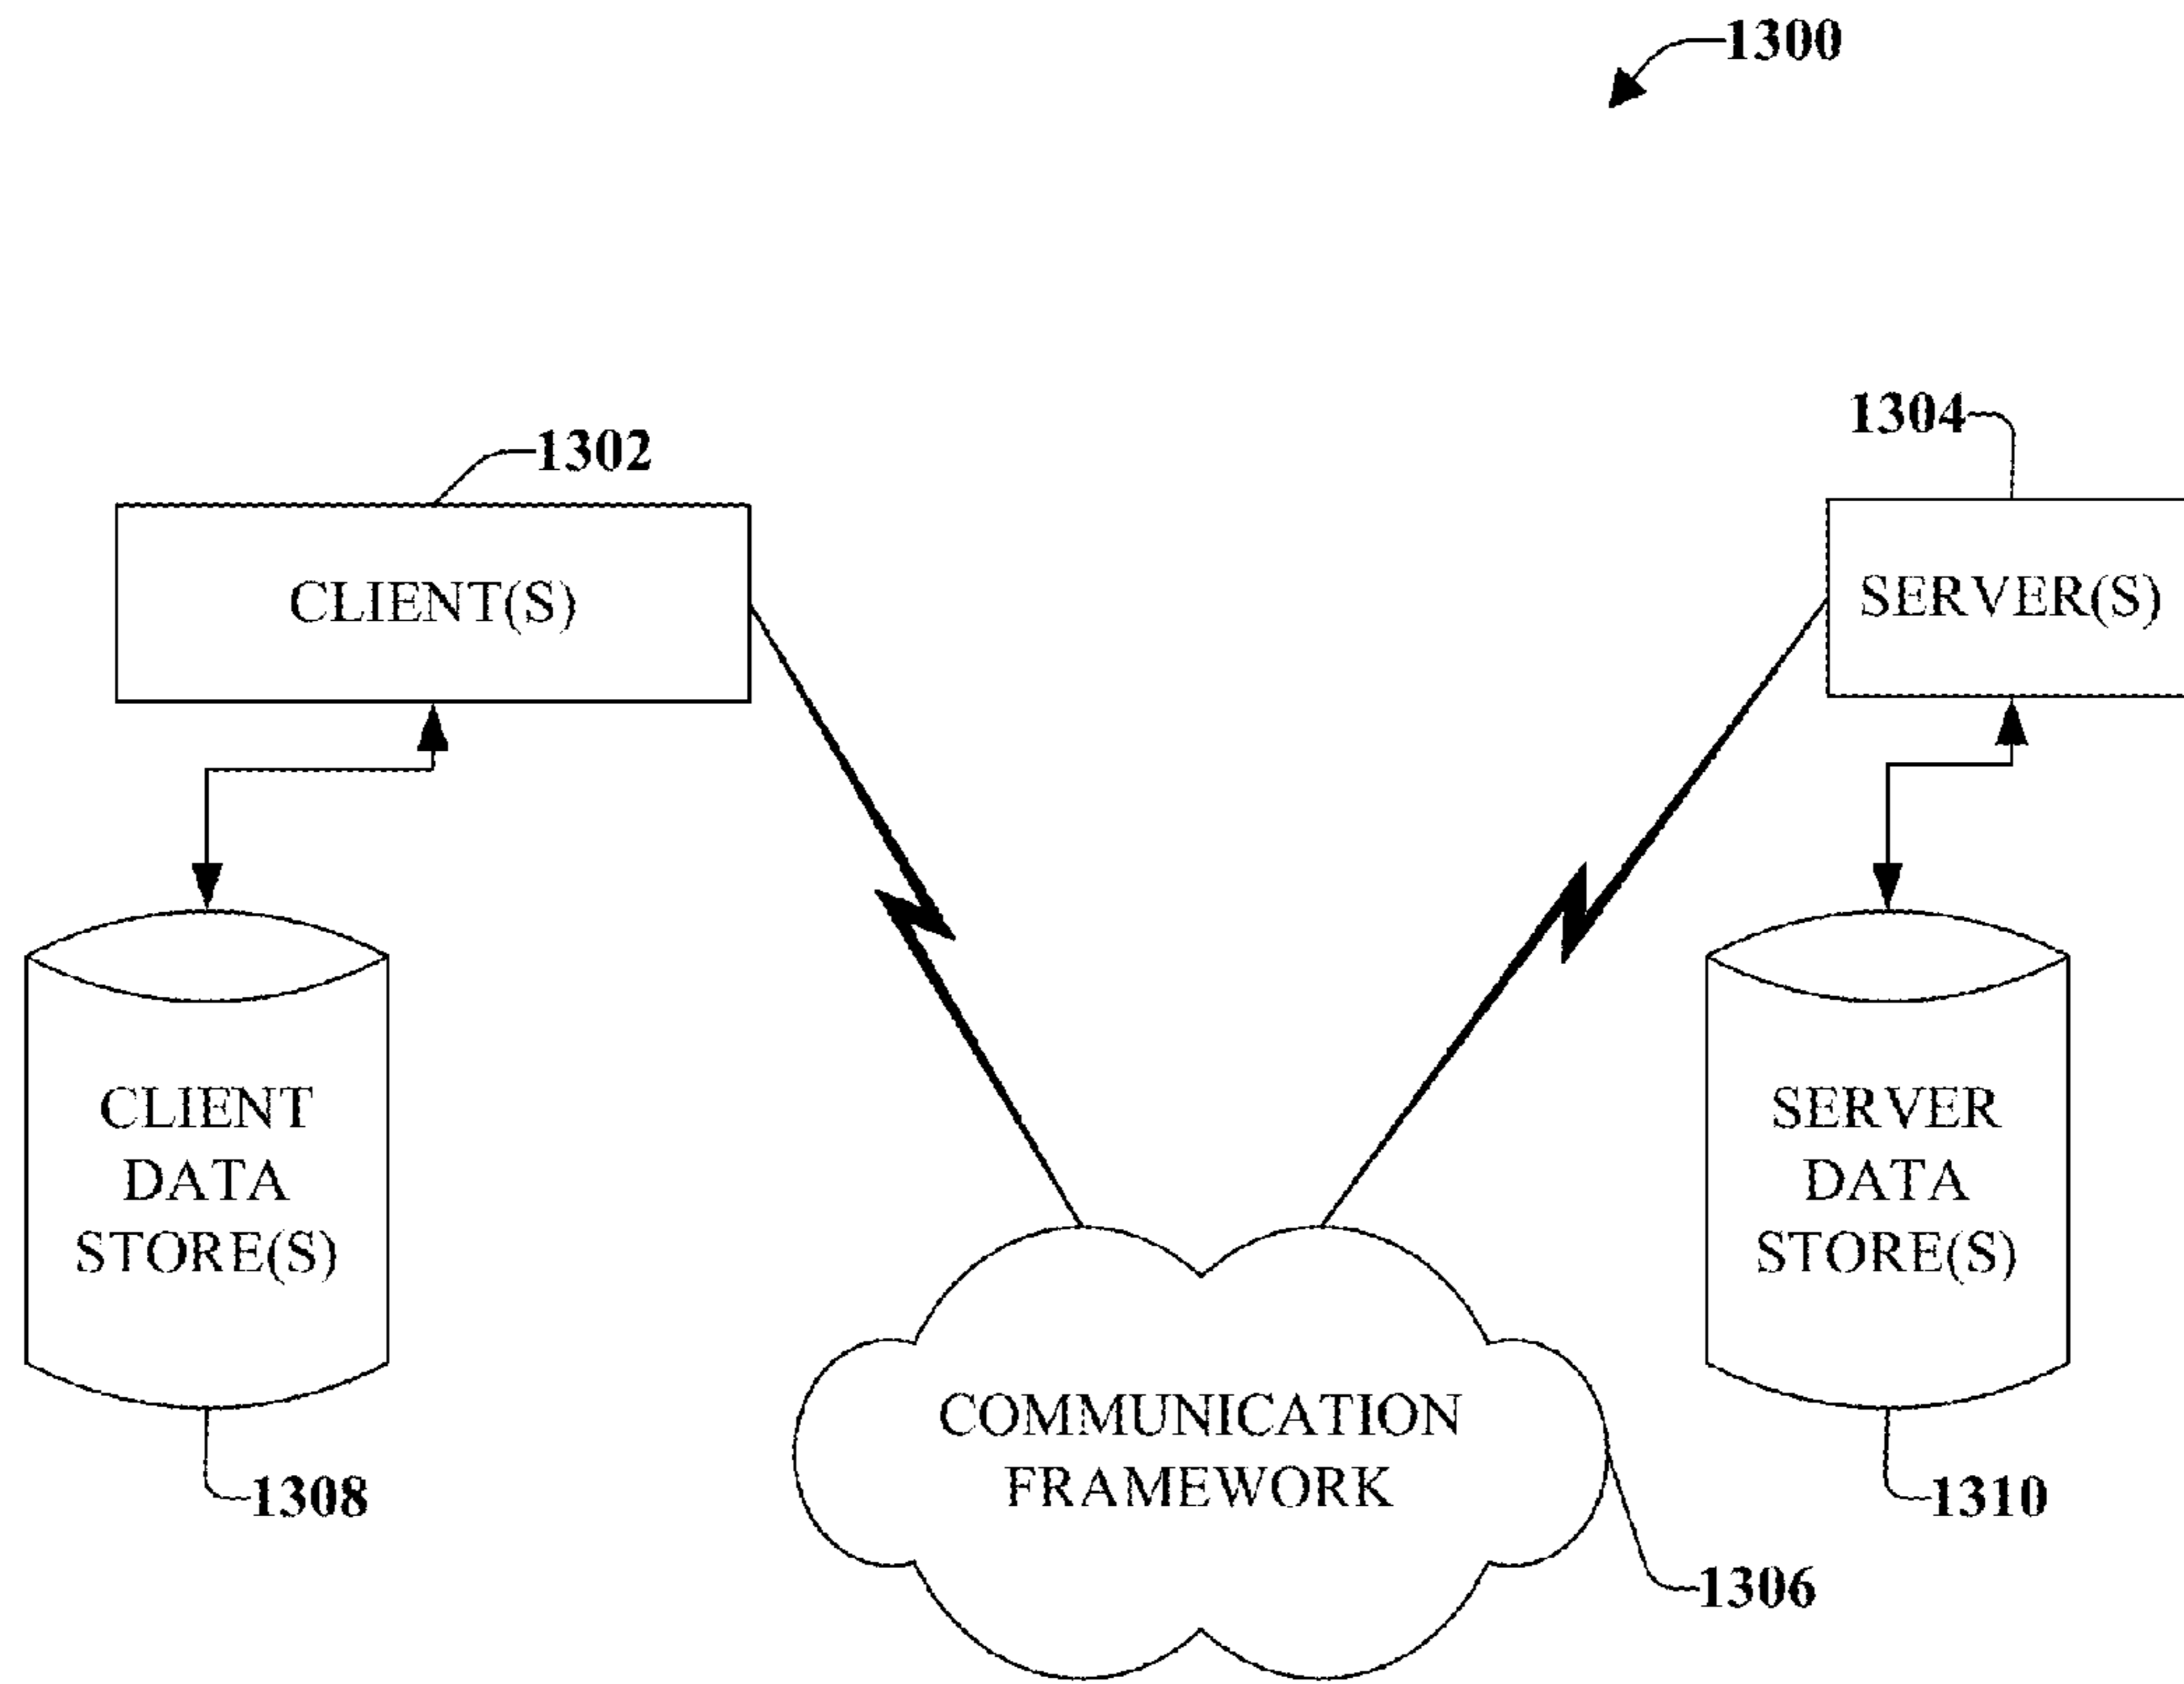 1300
1302
1304
CLIENT(S)
SERVER(S)
CLIENT
DATA
STORE(S)
SERVER
DATA
STORE(S)
COMMUNICATION
FRAMEWORK
1308
1310
1306